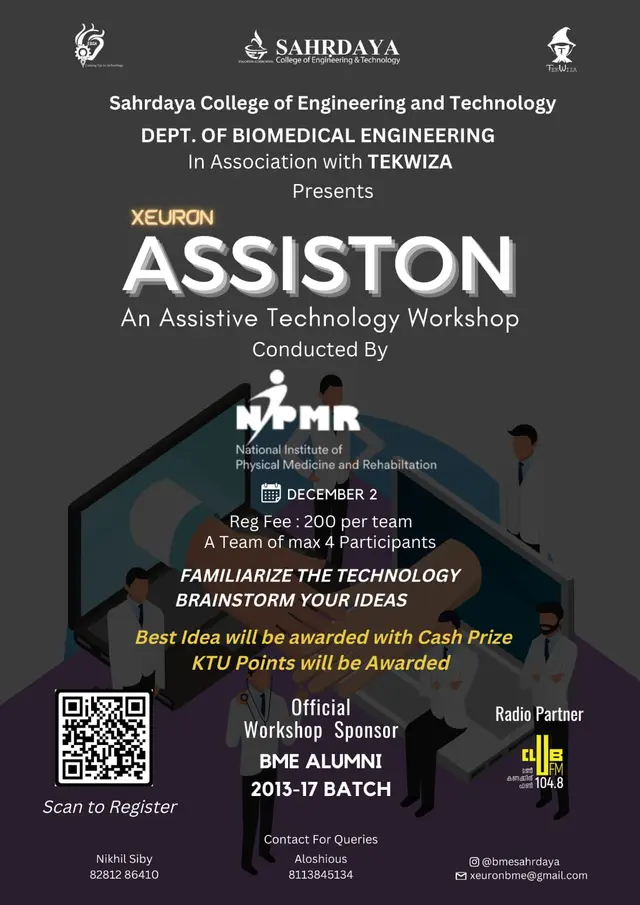 SAHRDAYA
College of Engineering & Technology
TEKWIZA
Sahrdaya College of Engineering and Technology
DEPT. OF BIOMEDICAL ENGINEERING
In Association with TEKWIZA
Presents
XEURON
ASSISTON
An Assistive Technology Workshop
Conducted By
NIPMR
National Institute of
Physical Medicine and Rehabiltation
DECEMBER 2
Reg Fee : 200 per team
A Team of max 4 Participants
FAMILIARIZE THE TECHNOLOGY
BRAINSTORM YOUR IDEAS
Best Idea will be awarded with Cash Prize
KTU Points will be Awarded
Scan to Register
Official
Workshop Sponsor
BME ALUMNI
2013-17 BATCH
Radio Partner
CLUB
FM
104.8
Contact For Queries
Nikhil Siby
82812 86410
Aloshious
8113845134
@bmesahrdaya
xeuronbme@gmail.com